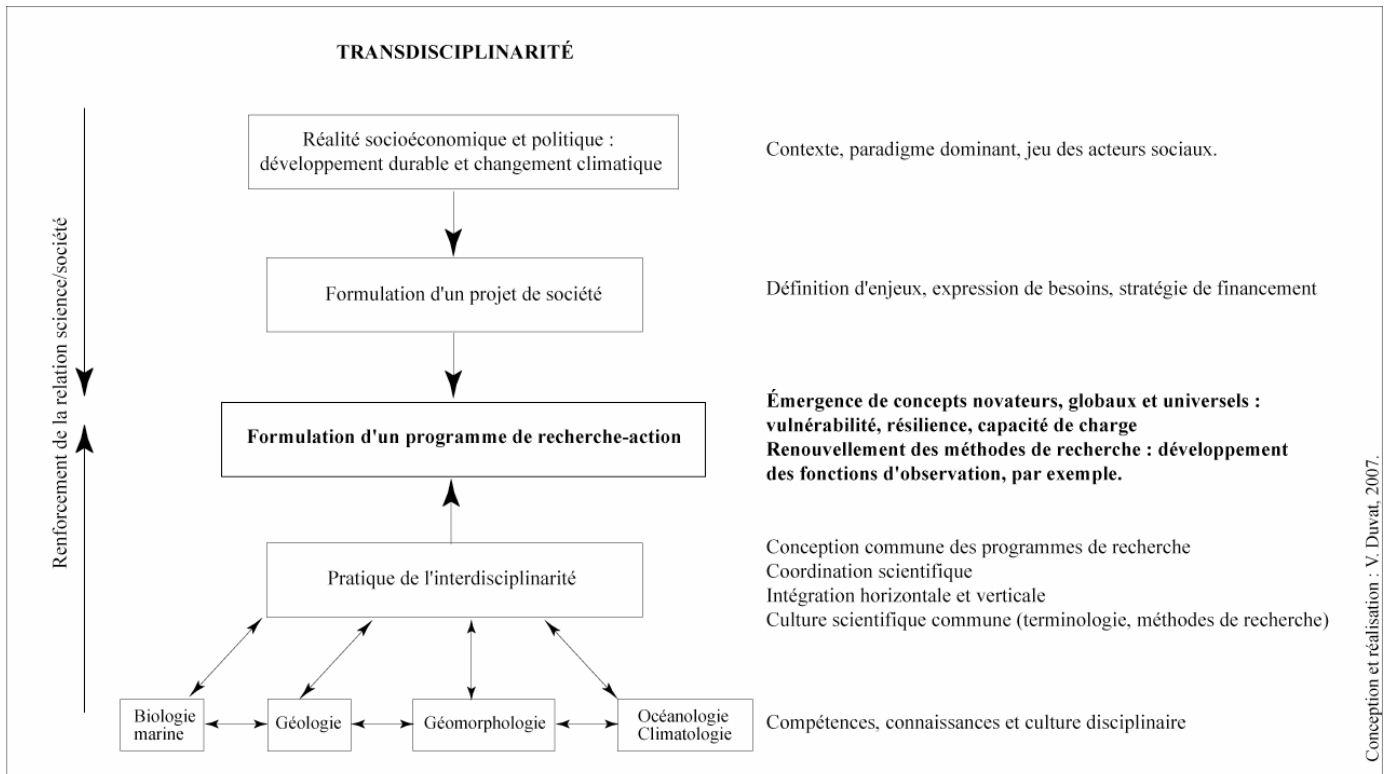 TRANSDISCIPLINARITÉ
Réalité socioéconomique et politique :
développement durable et changement climatique
Contexte, paradigme dominant, jeu des acteurs sociaux.
Formulation d'un projet de société
Définition d'enjeux, expression de besoins, stratégie de financement
Renforcement de la relation science/société
Formulation d'un programme de recherche-action
Émergence de concepts novateurs, globaux et universels :
vulnérabilité, résilience, capacité de charge
Renouvellement des méthodes de recherche : développement
des fonctions d'observation, par exemple.
Pratique de l'interdisciplinarité
Conception commune des programmes de recherche
Coordination scientifique
Intégration horizontale et verticale
Culture scientifique commune (terminologie, méthodes de recherche)
Biologie
marine
Géologie
Géomorphologie
Océanologie
Climatologie
Compétences, connaissances et culture disciplinaire
Conception et réalisation : V. Duvat, 2007.